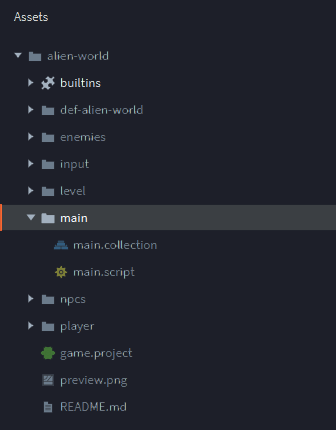 Assets
alien-world
builtins
def-alien-world
enemies
input
level
main
main.collection
main.script
npcs
player
game.project
preview.png
README.md